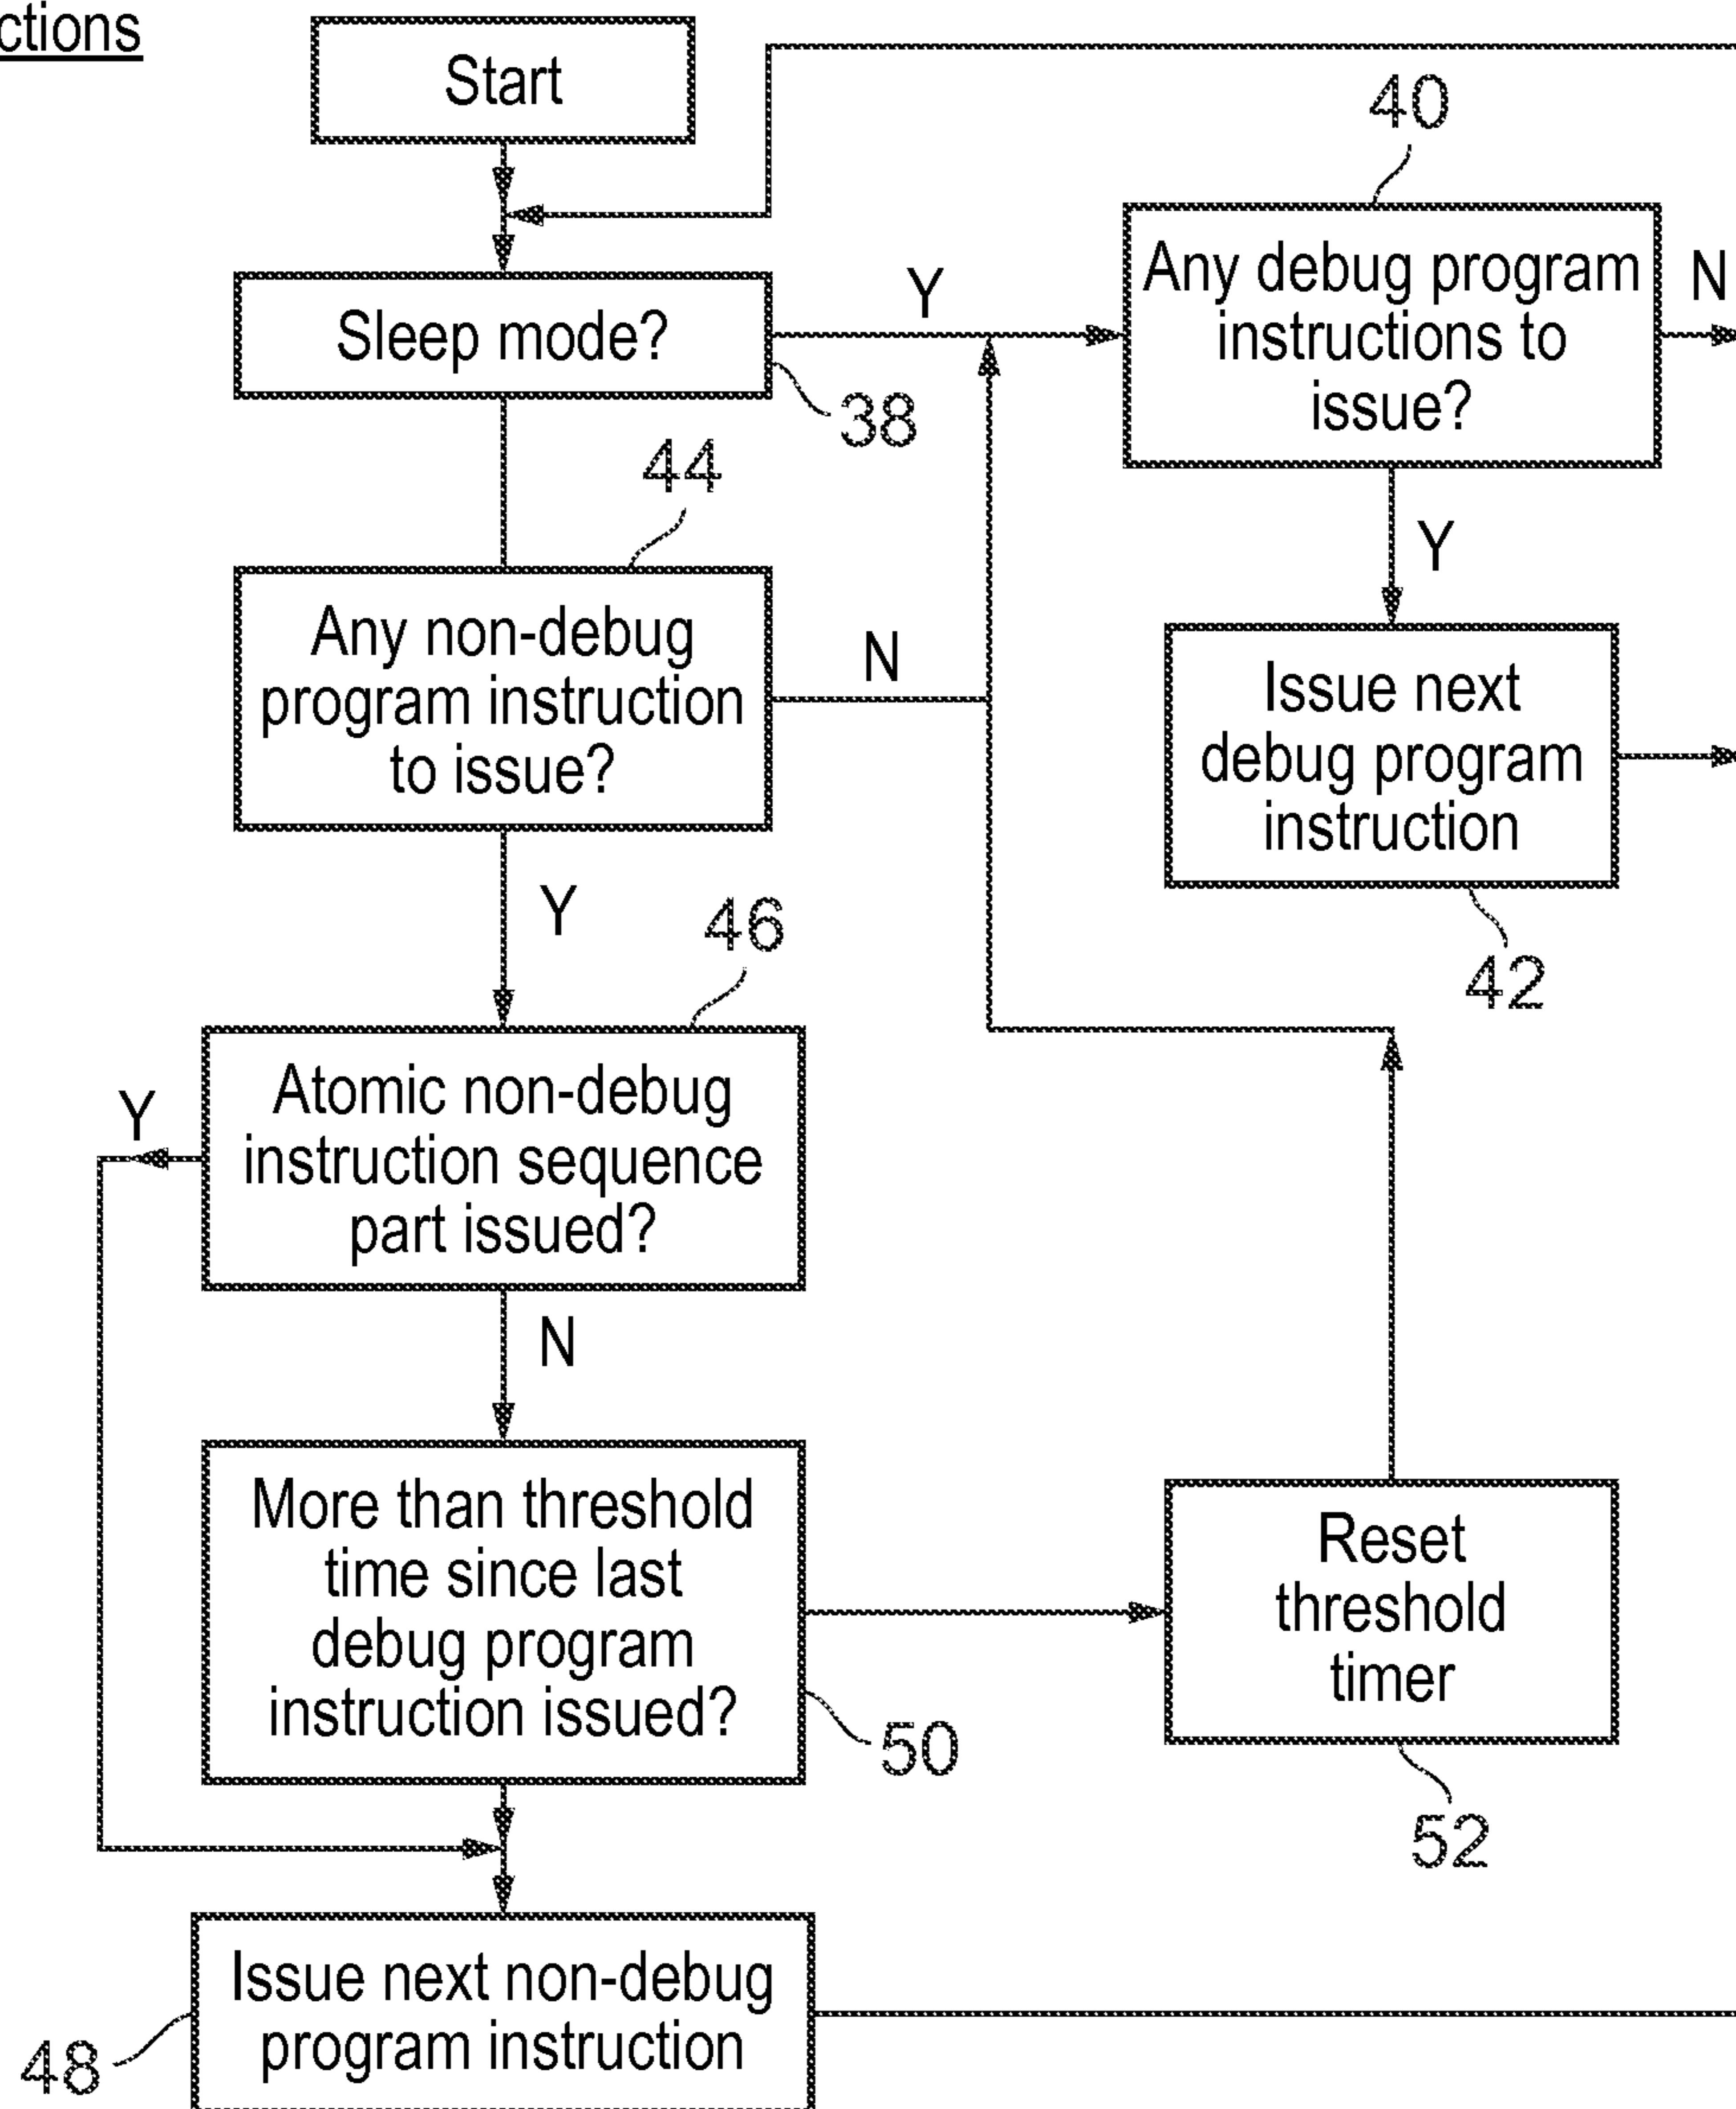 ctions
Start
40
Any debug program
instructions to
issue?
N
Sleep mode?
Y
38
44
Y
Any non-debug
program instruction
to issue?
N
Issue next
debug program
instruction
42
Y
46
Atomic non-debug
instruction sequence
part issued?
Y
N
More than threshold
time since last
debug program
instruction issued?
50
Reset
threshold
timer
52
Issue next non-debug
program instruction
48